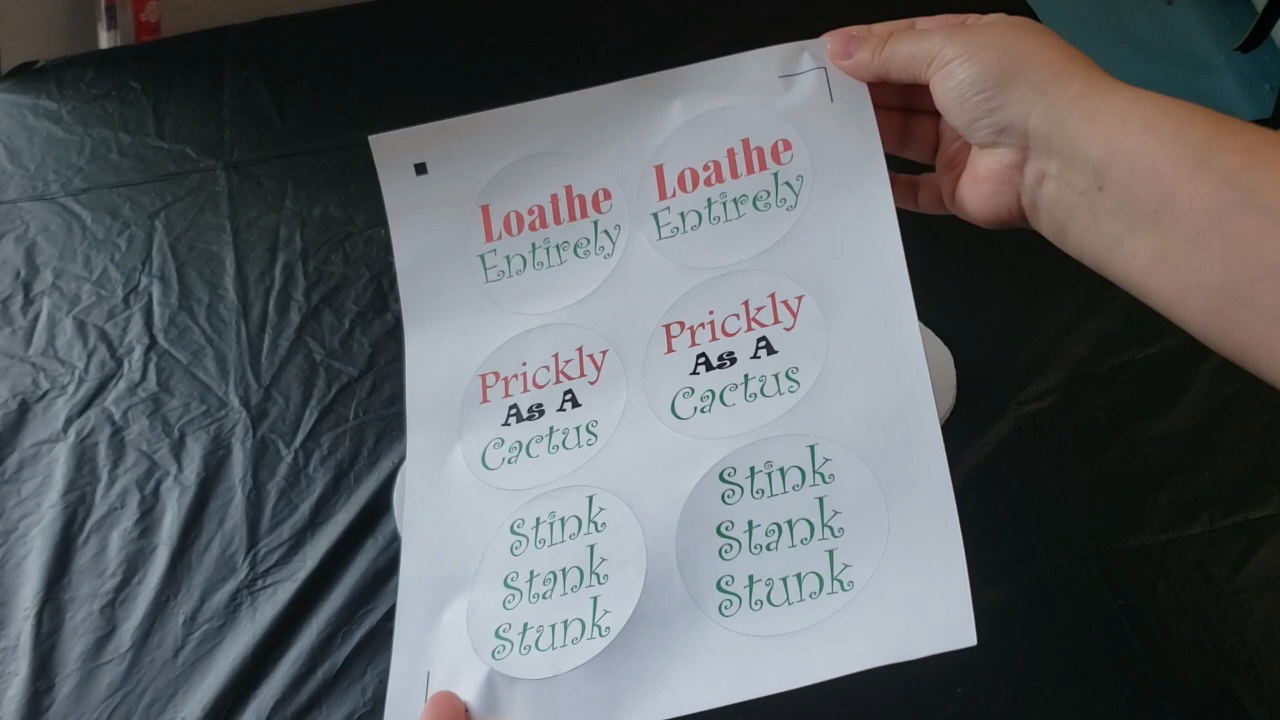 Loathe
Entirely
Loathe
Entirely
Prickly
As A
Cactus
Prickly
As A
Cactus
Stink
Stank
Stunk
Stink
Stank
Stunk